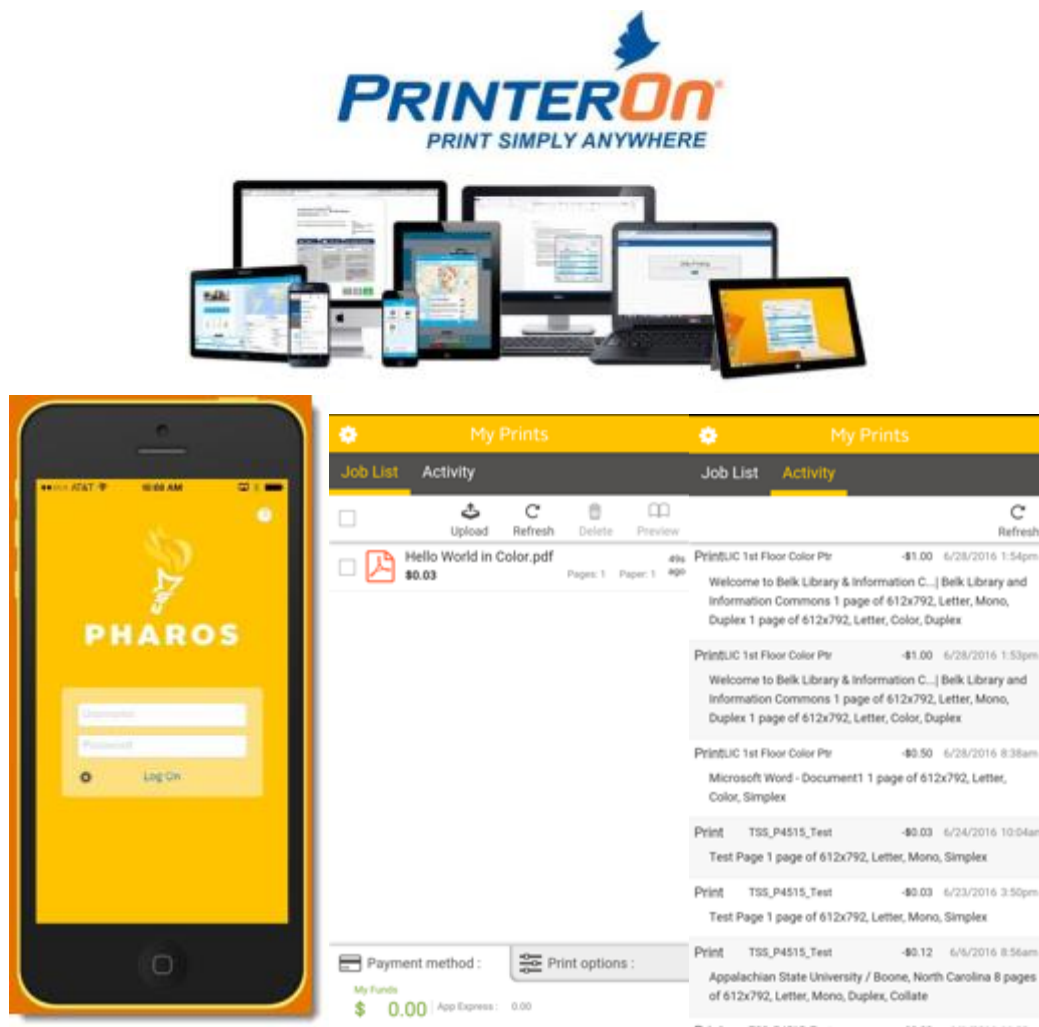 PRINTERON
PRINT SIMPLY ANYWHERE
AT&T 10:08 AM
PHAROS
Username
Password
Log On
My Prints
Job List Activity
Upload Refresh Delete Preview
Hello World in Color.pdf 49s
$0.03 Pages: 1 Paper: 1 ago
Payment method : Print options :
My Funds
$ 0.00 App Express : 0.00
My Prints
Job List Activity
Refresh
Print LIC 1st Floor Color Ptr -$1.00 6/28/2016 1:54pm
Welcome to Belk Library & Information C...| Belk Library and
Information Commons 1 page of 612x792, Letter, Mono,
Duplex 1 page of 612x792, Letter, Color, Duplex
Print LIC 1st Floor Color Ptr -$1.00 6/28/2016 1:53pm
Welcome to Belk Library & Information C...| Belk Library and
Information Commons 1 page of 612x792, Letter, Mono,
Duplex 1 page of 612x792, Letter, Color, Duplex
Print LIC 1st Floor Color Ptr -$0.50 6/28/2016 8:38am
Microsoft Word - Document1 1 page of 612x792, Letter,
Color, Simplex
Print TSS_P4515_Test -$0.03 6/24/2016 10:04am
Test Page 1 page of 612x792, Letter, Mono, Simplex
Print TSS_P4515_Test -$0.03 6/23/2016 3:50pm
Test Page 1 page of 612x792, Letter, Mono, Simplex
Print TSS_P4515_Test -$0.12 6/6/2016 8:56am
Appalachian State University / Boone, North Carolina 8 pages
of 612x792, Letter, Mono, Duplex, Collate